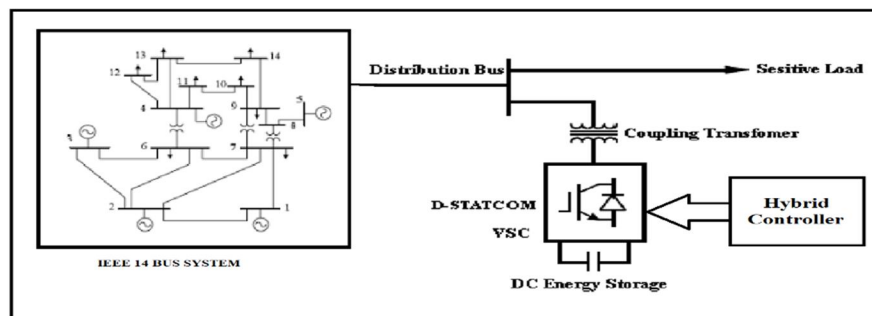 13
14
12
11
10
4
9
5
8
3
6
7
2
1
IEEE 14 BUS SYSTEM
Distribution Bus
Sesitive Load
Coupling Transfomer
D-STATCOM
VSC
Hybrid
Controller
DC Energy Storage